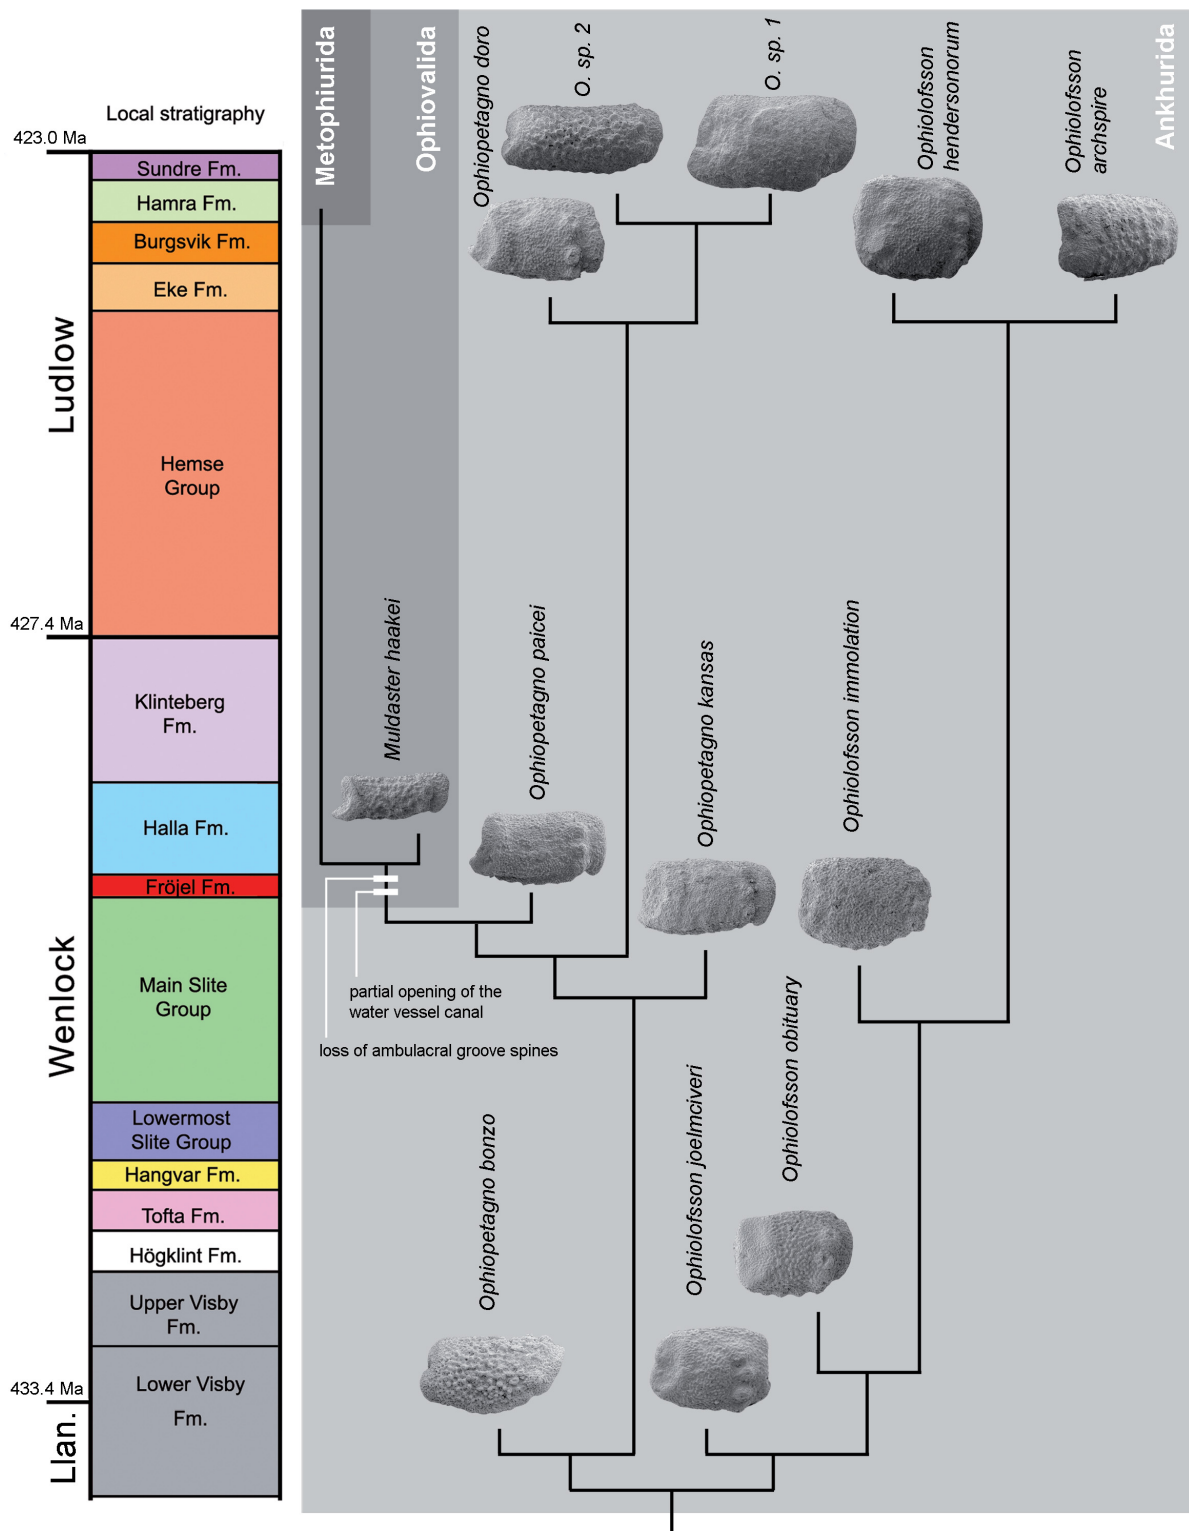 Local stratigraphy
423.0 Ma
Sundre Fm.
Hamra Fm.
Burgsvik Fm.
Eke Fm.
Hemse
Group
427.4 Ma
Klinteberg
Fm.
Halla Fm.
Fröjel Fm.
Main Slite
Group
Lowermost
Slite Group
Hangvar Fm.
Tofta Fm.
Högklint Fm.
Upper Visby
Fm.
433.4 Ma
Lower Visby
Fm.
Ludlow
Wenlock
Llan.
Metophiurida
Ophiovalida
Ankhurida
Ophiopetagno doro
O. sp. 2
O. sp. 1
Ophiolofsson
hendersonorum
Ophiolofsson
archspire
Muldaster haakei
Ophiopetagno paicei
Ophiopetagno kansas
Ophiolofsson immolation
partial opening of the
water vessel canal
loss of ambulacral groove spines
Ophiopetagno bonzo
Ophiolofsson joelmciveri
Ophiolofsson obituary